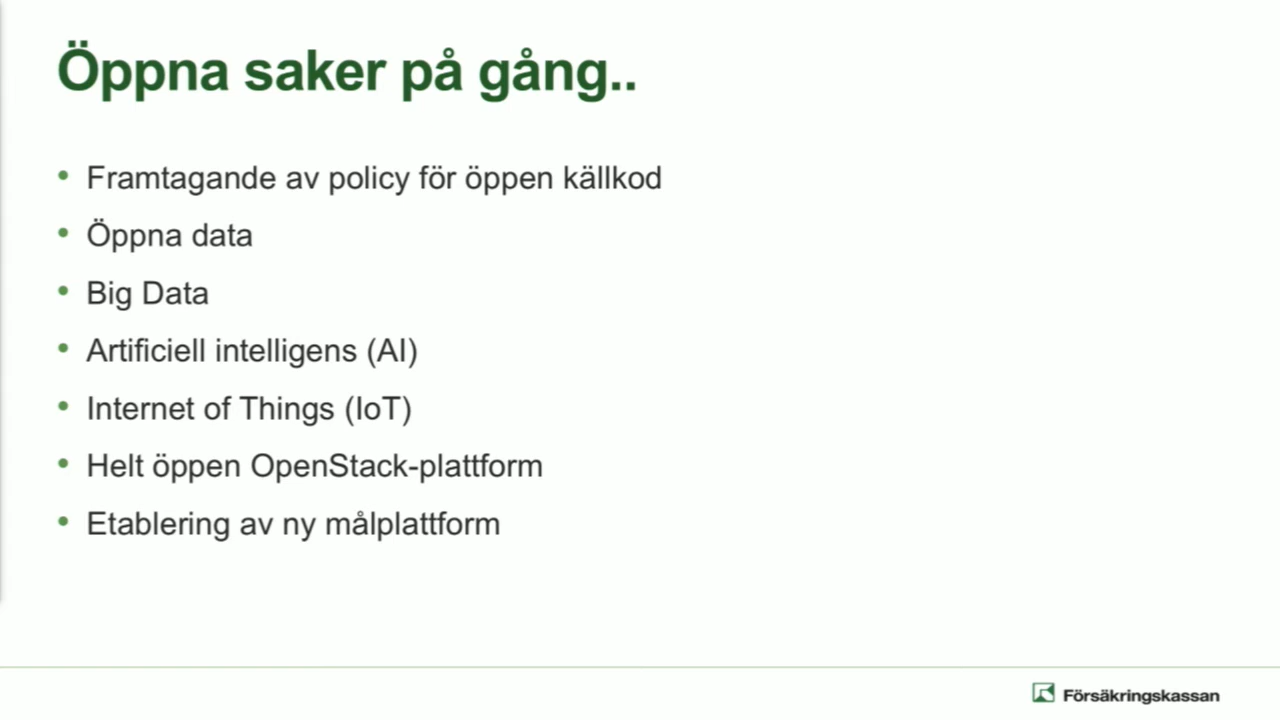 Öppna saker på gång..
• Framtagande av policy för öppen källkod
• Öppna data
• Big Data
• Artificiell intelligens (AI)
• Internet of Things (IoT)
• Helt öppen OpenStack-plattform
• Etablering av ny målplattform
Försäkringskassan